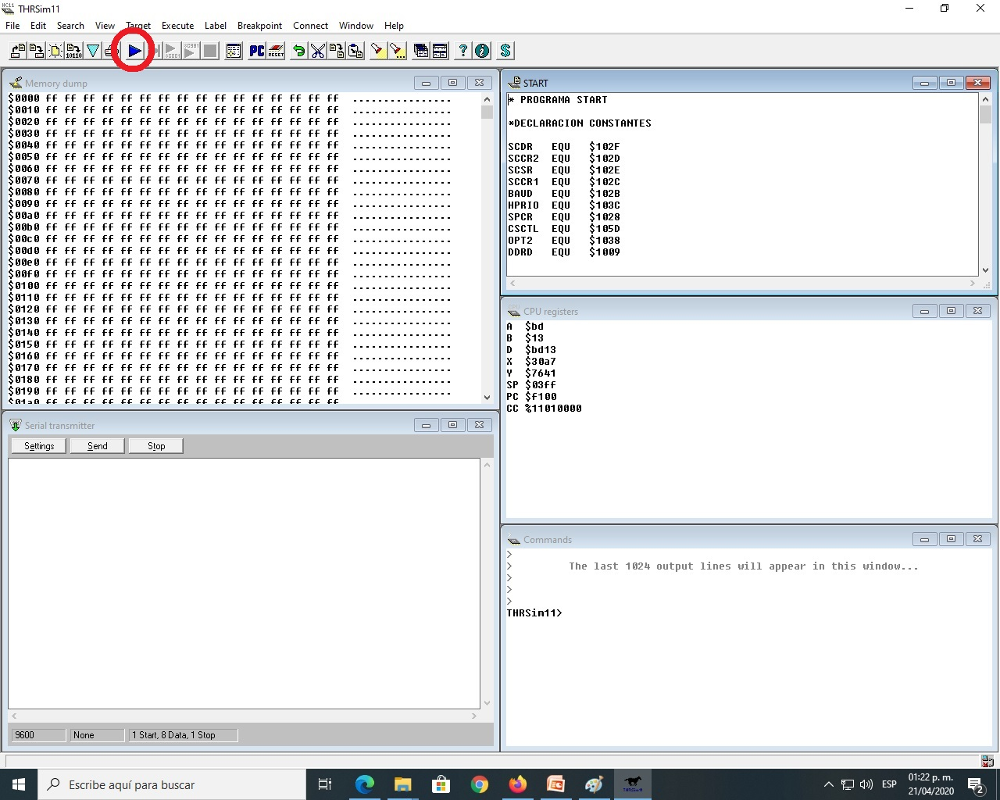 THRSim11
File Edit Search View Target Execute Label Breakpoint Connect Window Help
Memory dump
$0000 ff ff ff ff ff ff ff ff ff ff ff ff ff ff ff ff ................
$0010 ff ff ff ff ff ff ff ff ff ff ff ff ff ff ff ff ................
$0020 ff ff ff ff ff ff ff ff ff ff ff ff ff ff ff ff ................
$0030 ff ff ff ff ff ff ff ff ff ff ff ff ff ff ff ff ................
$0040 ff ff ff ff ff ff ff ff ff ff ff ff ff ff ff ff ................
$0050 ff ff ff ff ff ff ff ff ff ff ff ff ff ff ff ff ................
$0060 ff ff ff ff ff ff ff ff ff ff ff ff ff ff ff ff ................
$0070 ff ff ff ff ff ff ff ff ff ff ff ff ff ff ff ff ................
$0080 ff ff ff ff ff ff ff ff ff ff ff ff ff ff ff ff ................
$0090 ff ff ff ff ff ff ff ff ff ff ff ff ff ff ff ff ................
$00a0 ff ff ff ff ff ff ff ff ff ff ff ff ff ff ff ff ................
$00b0 ff ff ff ff ff ff ff ff ff ff ff ff ff ff ff ff ................
$00c0 ff ff ff ff ff ff ff ff ff ff ff ff ff ff ff ff ................
$00d0 ff ff ff ff ff ff ff ff ff ff ff ff ff ff ff ff ................
$00e0 ff ff ff ff ff ff ff ff ff ff ff ff ff ff ff ff ................
$00f0 ff ff ff ff ff ff ff ff ff ff ff ff ff ff ff ff ................
$0100 ff ff ff ff ff ff ff ff ff ff ff ff ff ff ff ff ................
$0110 ff ff ff ff ff ff ff ff ff ff ff ff ff ff ff ff ................
$0120 ff ff ff ff ff ff ff ff ff ff ff ff ff ff ff ff ................
$0130 ff ff ff ff ff ff ff ff ff ff ff ff ff ff ff ff ................
$0140 ff ff ff ff ff ff ff ff ff ff ff ff ff ff ff ff ................
$0150 ff ff ff ff ff ff ff ff ff ff ff ff ff ff ff ff ................
$0160 ff ff ff ff ff ff ff ff ff ff ff ff ff ff ff ff ................
$0170 ff ff ff ff ff ff ff ff ff ff ff ff ff ff ff ff ................
$0180 ff ff ff ff ff ff ff ff ff ff ff ff ff ff ff ff ................
$0190 ff ff ff ff ff ff ff ff ff ff ff ff ff ff ff ff ................
$01a0 ff ff ff ff ff ff ff ff ff ff ff ff ff ff ff ff
START
* PROGRAMA START
*DECLARACION CONSTANTES
SCDR EQU $102F
SCCR2 EQU $102D
SCSR EQU $102E
SCCR1 EQU $102C
BAUD EQU $102B
HPRIO EQU $103C
SPCR EQU $1028
CSCTL EQU $105D
OPT2 EQU $1038
DDRD EQU $1009
CPU registers
A $bd
B $13
D $bd13
X $30a7
Y $7641
SP $03ff
PC $f100
CC %11010000
Serial transmitter
Settings Send Stop
9600 None 1 Start, 8 Data, 1 Stop
Commands
>
> The last 1024 output lines will appear in this window...
>
>
>
THRSim11>
Escribe aquí para buscar
ESP
01:22 p. m.
21/04/2020
2